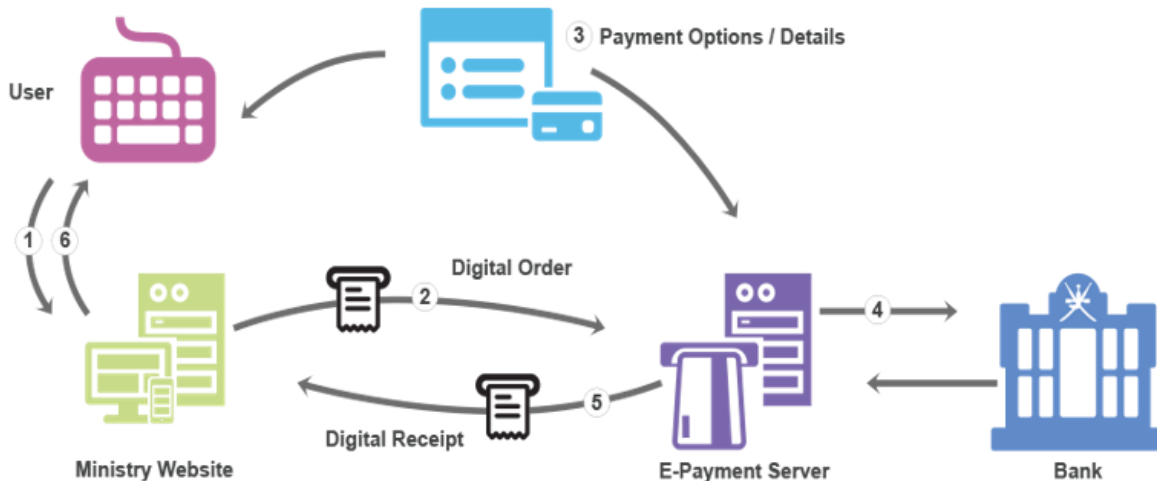 3 Payment Options / Details
User
1
6
Digital Order
2
4
5
Digital Receipt
Ministry Website
E-Payment Server
Bank